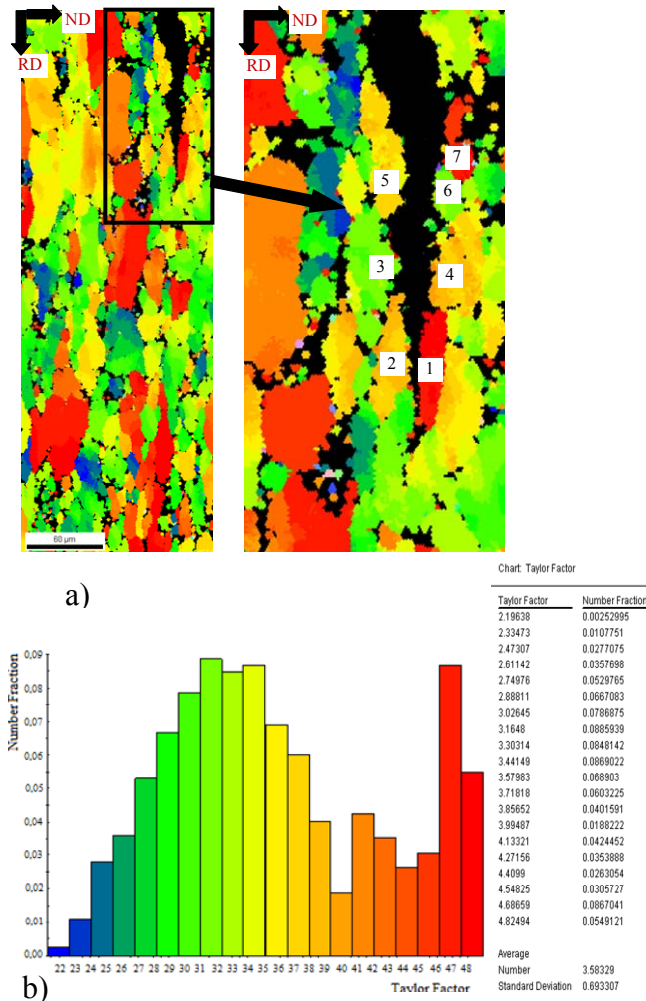 ND
RD
ND
RD
7
5
6
3
4
2
1
60 µm
a)
Chart: Taylor Factor
Taylor Factor Number Fraction
2.19638 0.00252995
2.33473 0.0107751
2.47307 0.0277075
2.61142 0.0357698
2.74976 0.0529765
2.88811 0.0667083
3.02645 0.0786875
3.1648 0.0885939
3.30314 0.0848142
3.44149 0.0869022
3.57983 0.068903
3.71818 0.0603225
3.85652 0.0401591
3.99487 0.0188222
4.13321 0.0424452
4.27156 0.0353888
4.4099 0.0263054
4.54825 0.0305727
4.68659 0.0867041
4.82494 0.0549121
Average
Number 3.58329
Standard Deviation 0.693307
Number Fraction
0,09
0,08
0,06
0,05
0,04
0,03
0,02
0,01
0,00
22 23 24 25 26 27 28 29 30 31 32 33 34 35 36 37 38 39 40 41 42 43 44 45 46 47 48
Taylor Factor
b)